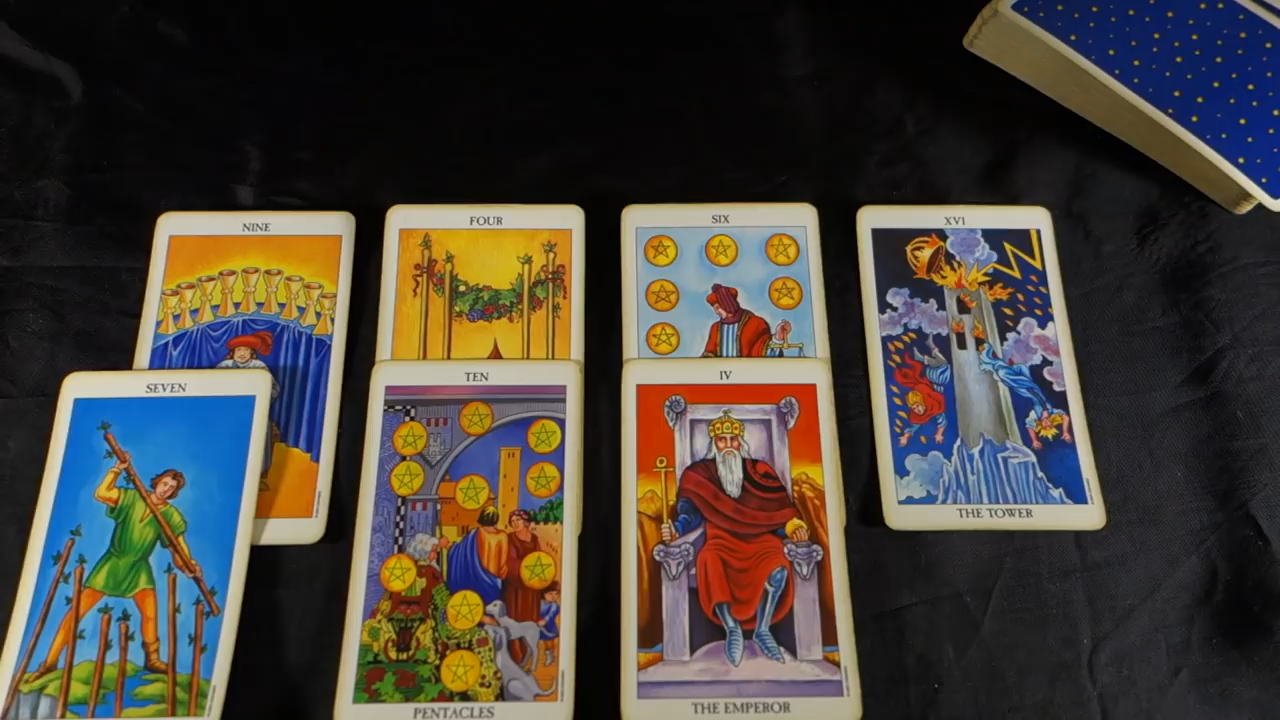 NINE
FOUR
SIX
XVI
THE TOWER
SEVEN
TEN
PENTACLES
IV
THE EMPEROR